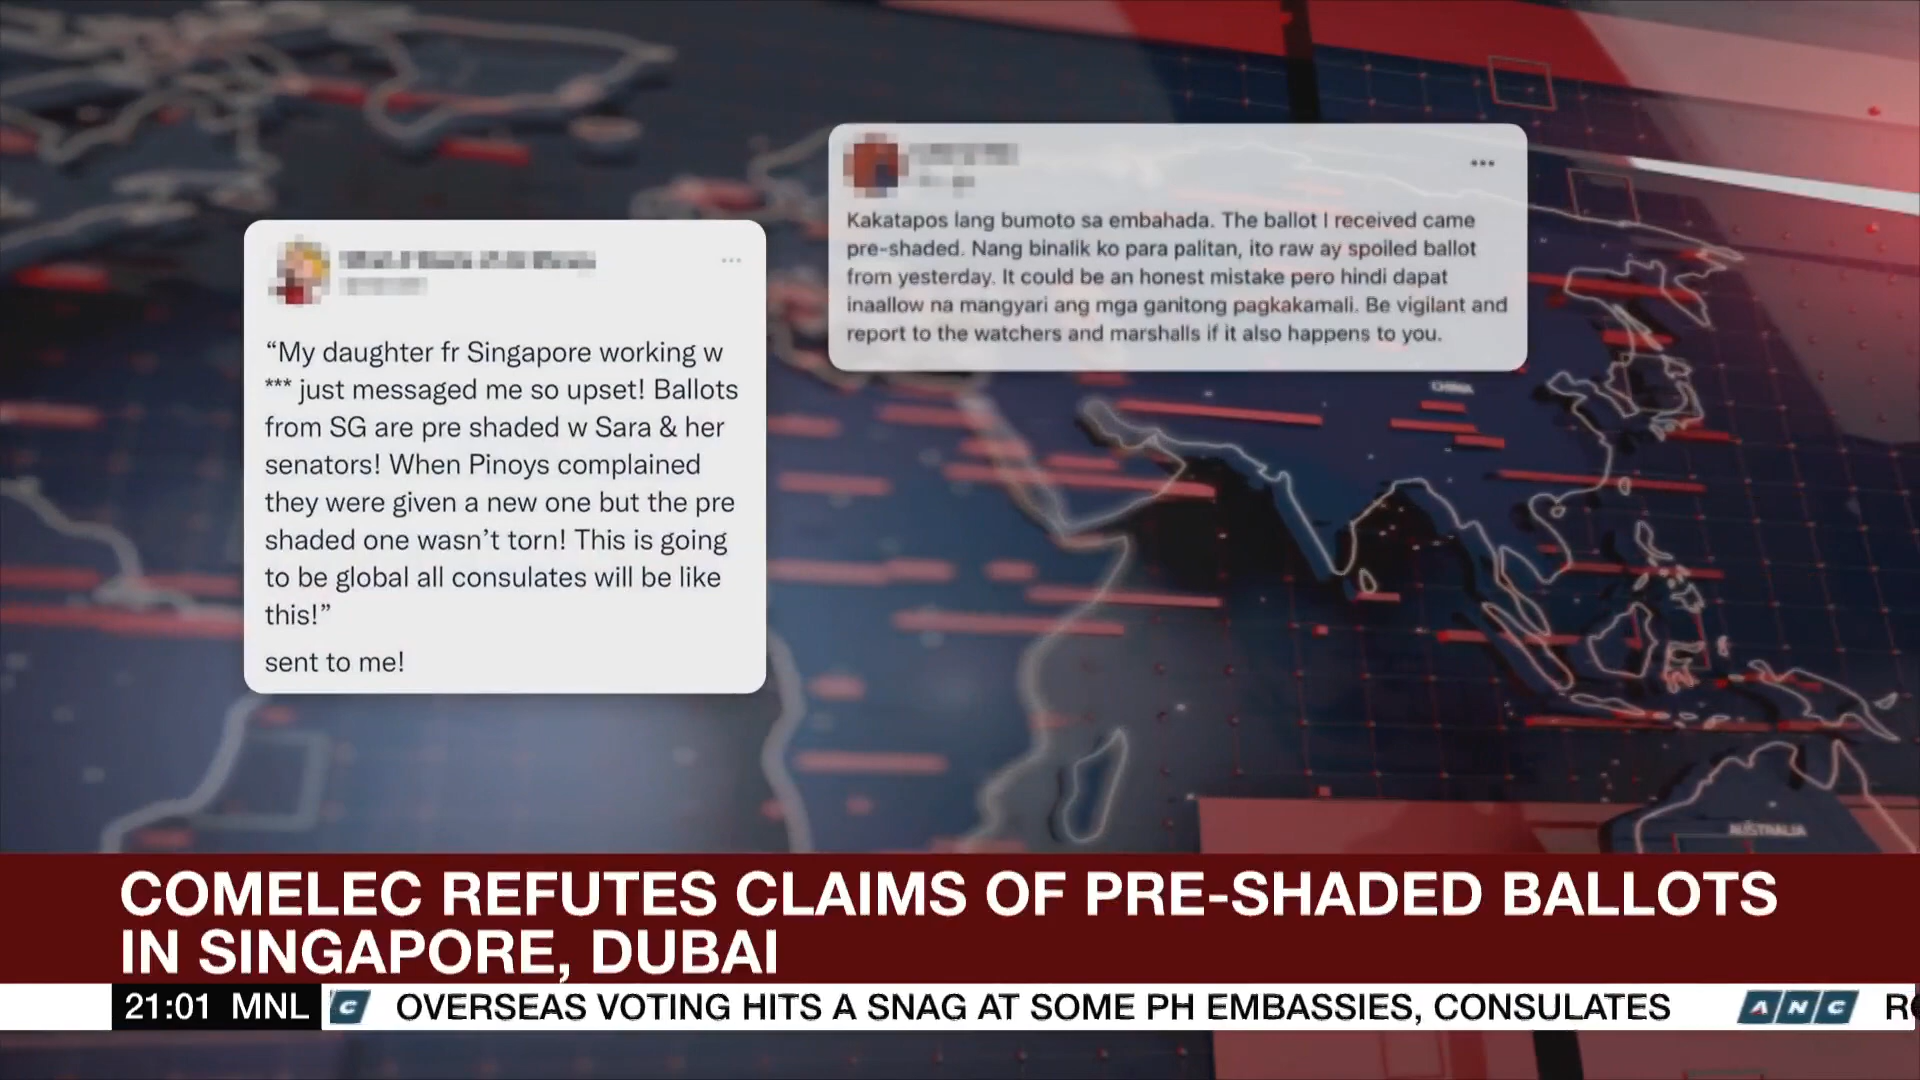 Kakatapos lang bumoto sa embahada. The ballot I received came
pre-shaded. Nang binalik ko para palitan, ito raw ay spoiled ballot
from yesterday. It could be an honest mistake pero hindi dapat
inaallow na mangyari ang mga ganitong pagkakamali. Be vigilant and
report to the watchers and marshalls if it also happens to you.
“My daughter fr Singapore working w
*** just messaged me so upset! Ballots
from SG are pre shaded w Sara & her
senators! When Pinoys complained
they were given a new one but the pre
shaded one wasn’t torn! This is going
to be global all consulates will be like
this!”
sent to me!
CHINA
AUSTRALIA
COMELEC REFUTES CLAIMS OF PRE-SHADED BALLOTS
IN SINGAPORE, DUBAI
21:01 MNL C OVERSEAS VOTING HITS A SNAG AT SOME PH EMBASSIES, CONSULATES ANC